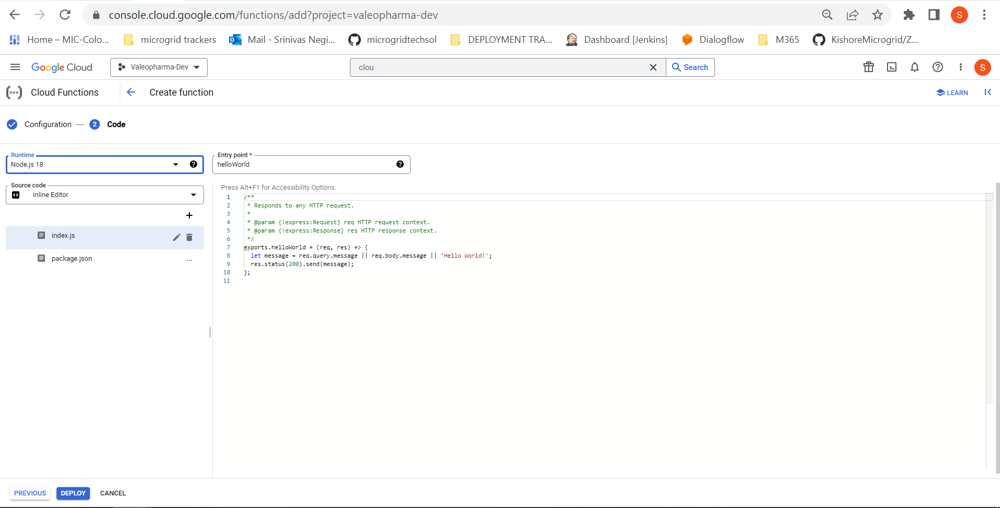 console.cloud.google.com/functions/add?project=valeopharma-dev
S
Home – MIC-Colo...
microgrid trackers
Mail - Srinivas Negi...
microgridtechsol
DEPLOYMENT TRA...
Dashboard [Jenkins]
Dialogflow
M365
KishoreMicrogrid/Z...
Google Cloud
Valeopharma-Dev
clou
Search
S
Cloud Functions
Create function
LEARN
Configuration
2
Code
Runtime
Node.js 18
Entry point *
helloWorld
Source code
Inline Editor
index.js
package.json
...
Press Alt+F1 for Accessibility Options.
1 /**
2 * Responds to any HTTP request.
3 *
4 * @param {!express:Request} req HTTP request context.
5 * @param {!express:Response} res HTTP response context.
6 */
7 exports.helloWorld = (req, res) => {
8 let message = req.query.message || req.body.message || 'Hello World!';
9 res.status(200).send(message);
10 };
11
PREVIOUS
DEPLOY
CANCEL